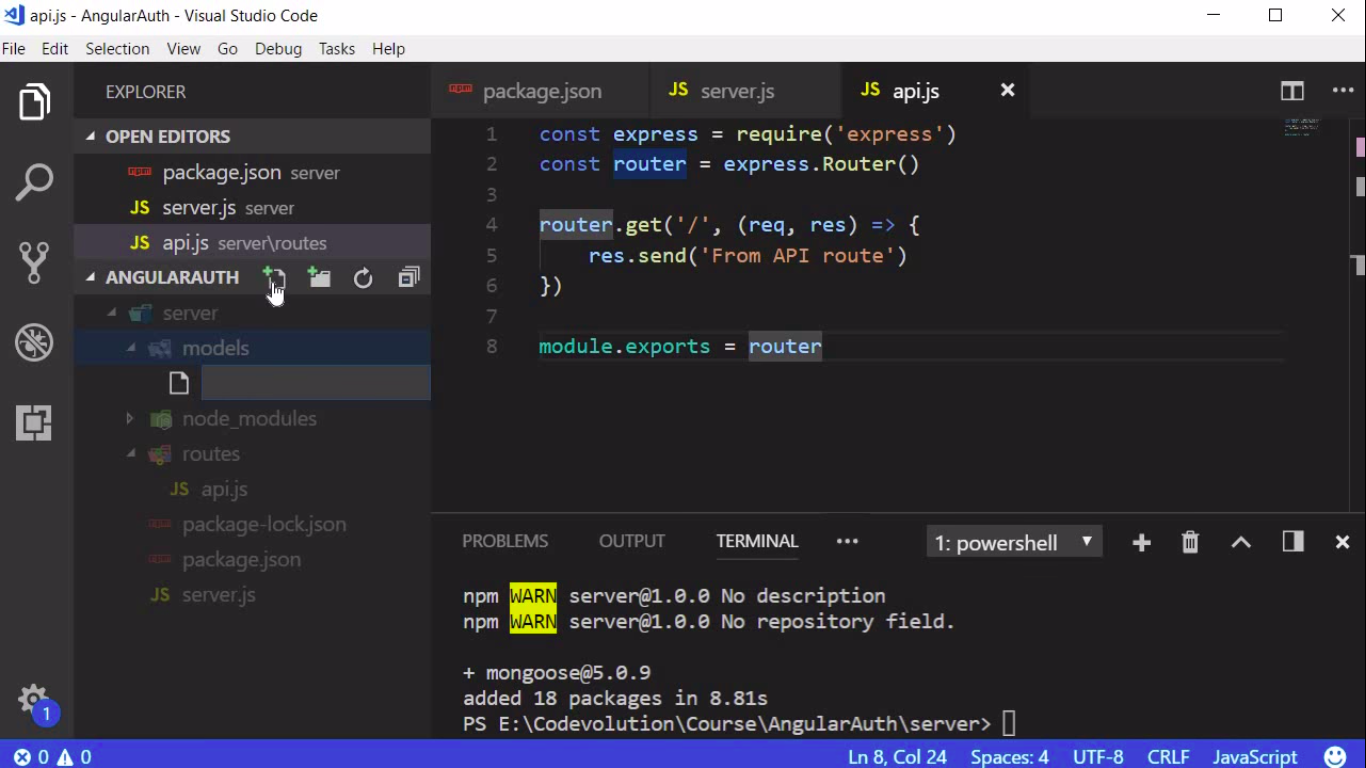 api.js - AngularAuth - Visual Studio Code
File Edit Selection View Go Debug Tasks Help
EXPLORER
OPEN EDITORS
package.json server
JS server.js server
JS api.js server\routes
ANGULARAUTH
server
models
node_modules
routes
JS api.js
package-lock.json
package.json
JS server.js
1
package.json JS server.js JS api.js
1 const express = require('express')
2 const router = express.Router()
3
4 router.get('/', (req, res) => {
5 res.send('From API route')
6 })
7
8 module.exports = router
PROBLEMS OUTPUT TERMINAL ••• 1: powershell
npm WARN server@1.0.0 No description
npm WARN server@1.0.0 No repository field.
+ mongoose@5.0.9
added 18 packages in 8.81s
PS E:\Codevolution\Course\AngularAuth\server>
0 0 Ln 8, Col 24 Spaces: 4 UTF-8 CRLF JavaScript